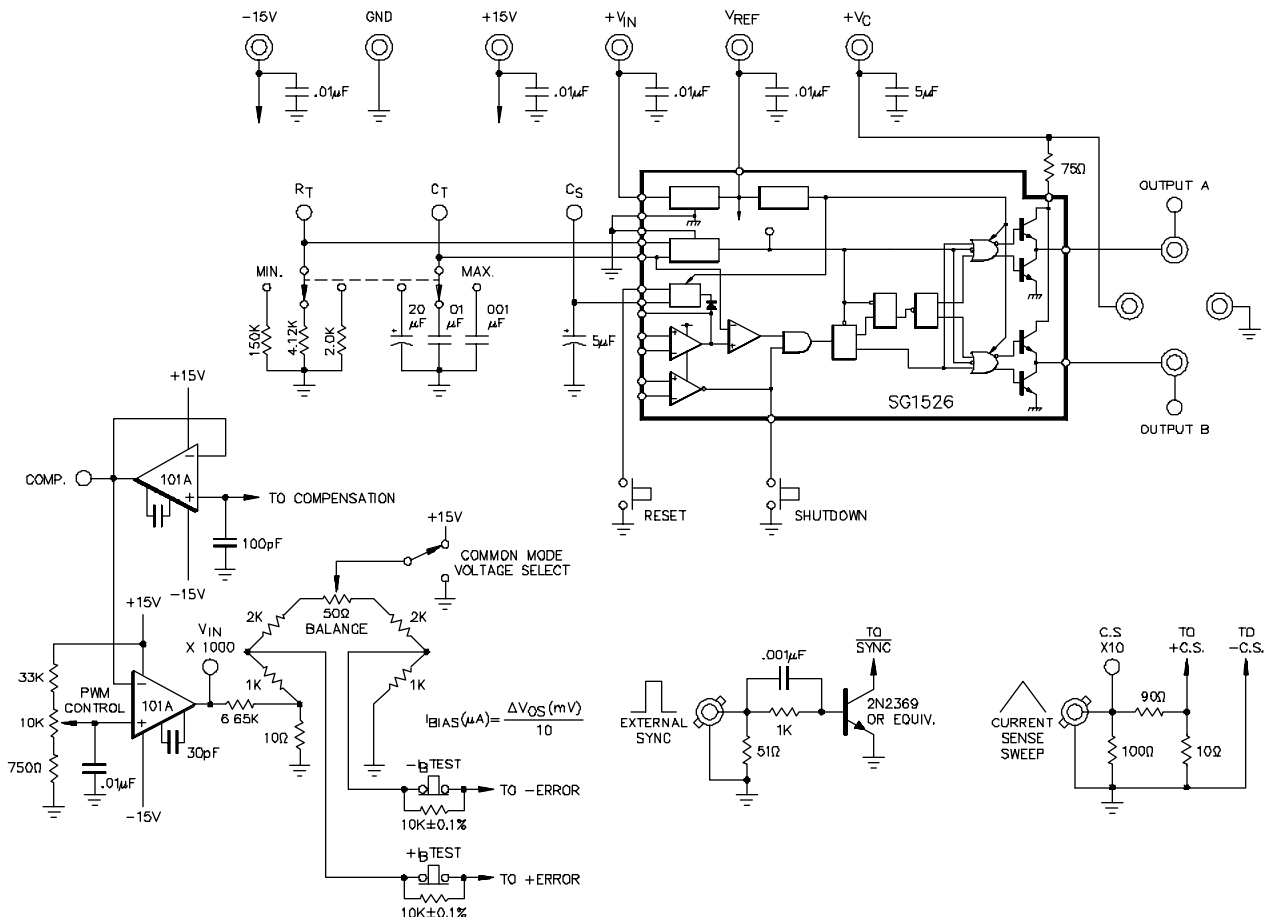 -15V GND +15V +VIN VREF +VC
.01µF .01µF .01µF .01µF 5µF
75Ω
OUTPUT A
RT CT CS
MIN. MAX.
150K 4.12K 2.0K
20 µF .01 µF .001 µF
5µF
SG1526
OUTPUT B
+15V
COMP.
101A
TO COMPENSATION
100pF
-15V
RESET SHUTDOWN
+15V
COMMON MODE
VOLTAGE SELECT
50Ω
BALANCE
2K 2K
1K 1K
+15V
VIN
X 1000
33K
10K
750Ω
PWM
CONTROL
101A
6.65K
10Ω
30pF
.01µF
-15V
IBIAS(µA)= ΔVOS(mV)
10
-IB TEST
TO -ERROR
10K±0.1%
+IB TEST
TO +ERROR
10K±0.1%
EXTERNAL
SYNC
51Ω
.001µF
1K
TO
SYNC
2N2369
OR EQUIV.
CURRENT
SENSE
SWEEP
C.S
X10
TO
+C.S.
TO
-C.S.
90Ω
100Ω 10Ω